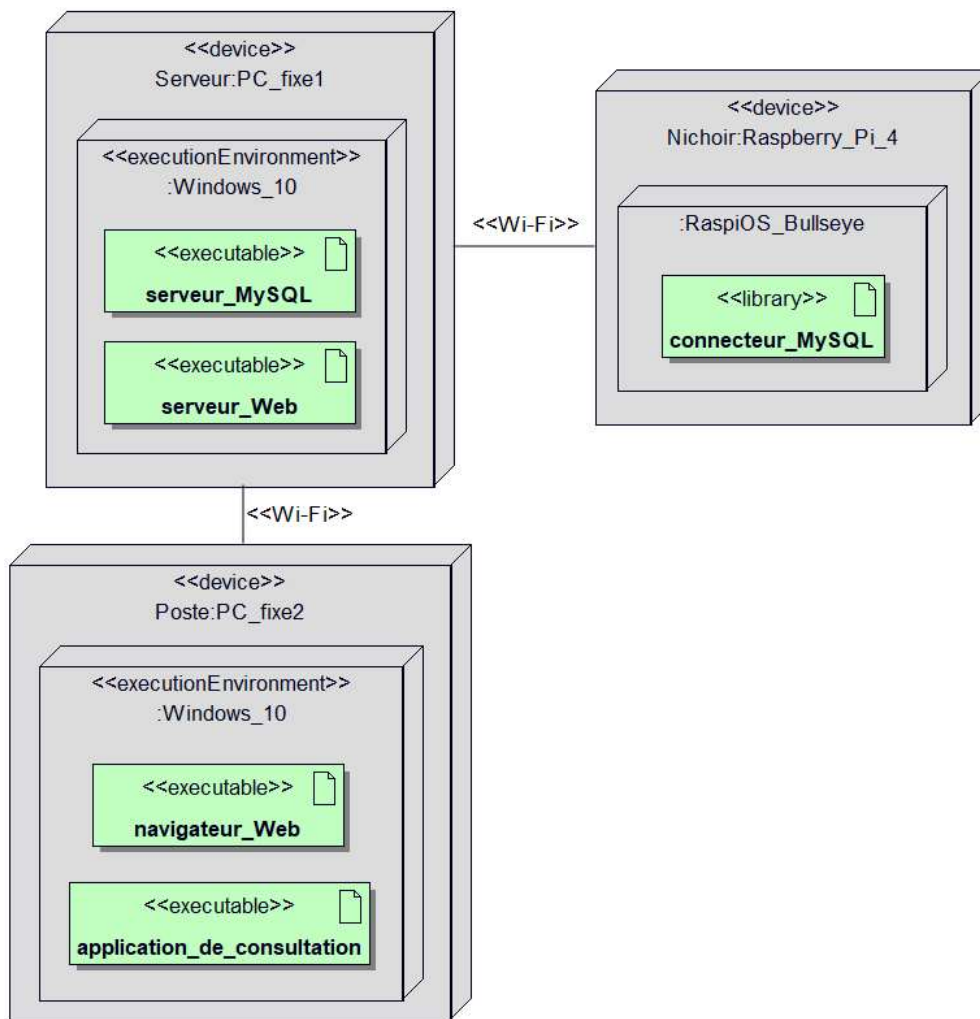 <<device>>
Serveur:PC_fixe1
<<executionEnvironment>>
:Windows_10
<<executable>>
serveur_MySQL
<<executable>>
serveur_Web
<<Wi-Fi>>
<<device>>
Nichoir:Raspberry_Pi_4
:RaspiOS_Bullseye
<<library>>
connecteur_MySQL
<<Wi-Fi>>
<<device>>
Poste:PC_fixe2
<<executionEnvironment>>
:Windows_10
<<executable>>
navigateur_Web
<<executable>>
application_de_consultation